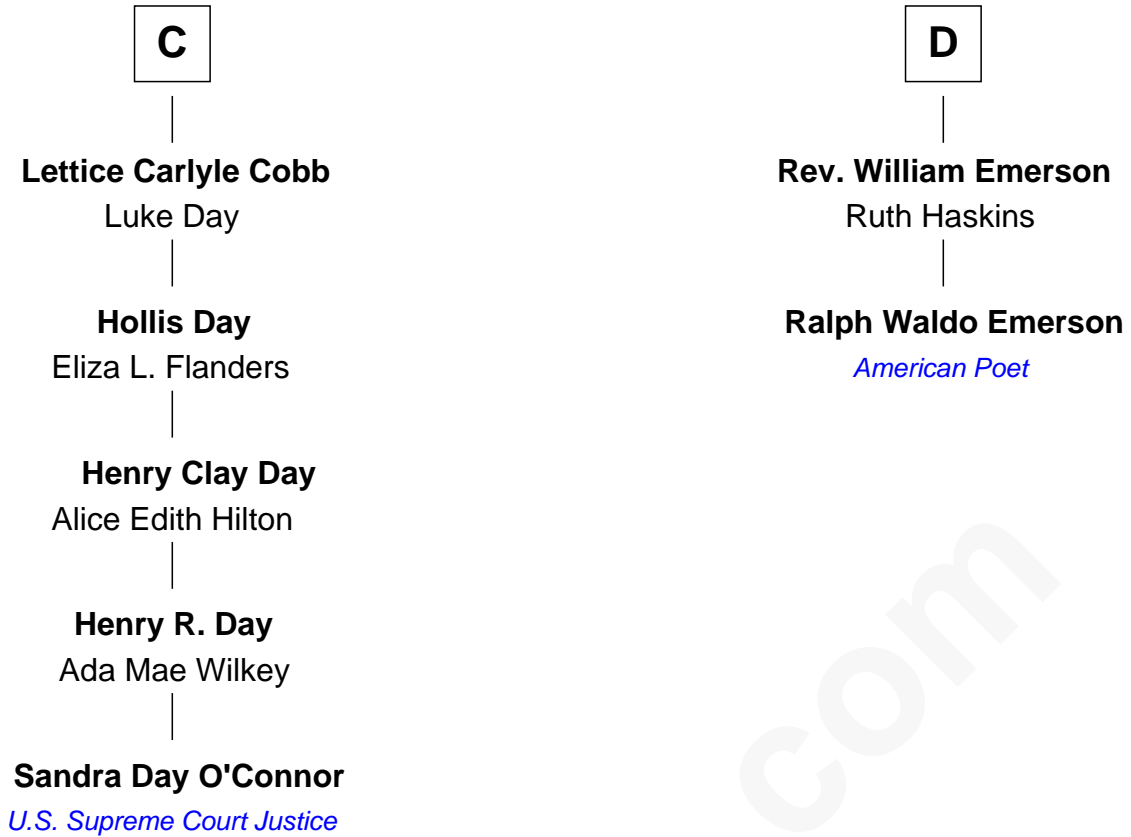 C
Lettice Carlyle Cobb
Luke Day
Hollis Day
Eliza L. Flanders
Henry Clay Day
Alice Edith Hilton
Henry R. Day
Ada Mae Wilkey
Sandra Day O'Connor
U.S. Supreme Court Justice
D
Rev. William Emerson
Ruth Haskins
Ralph Waldo Emerson
American Poet
com